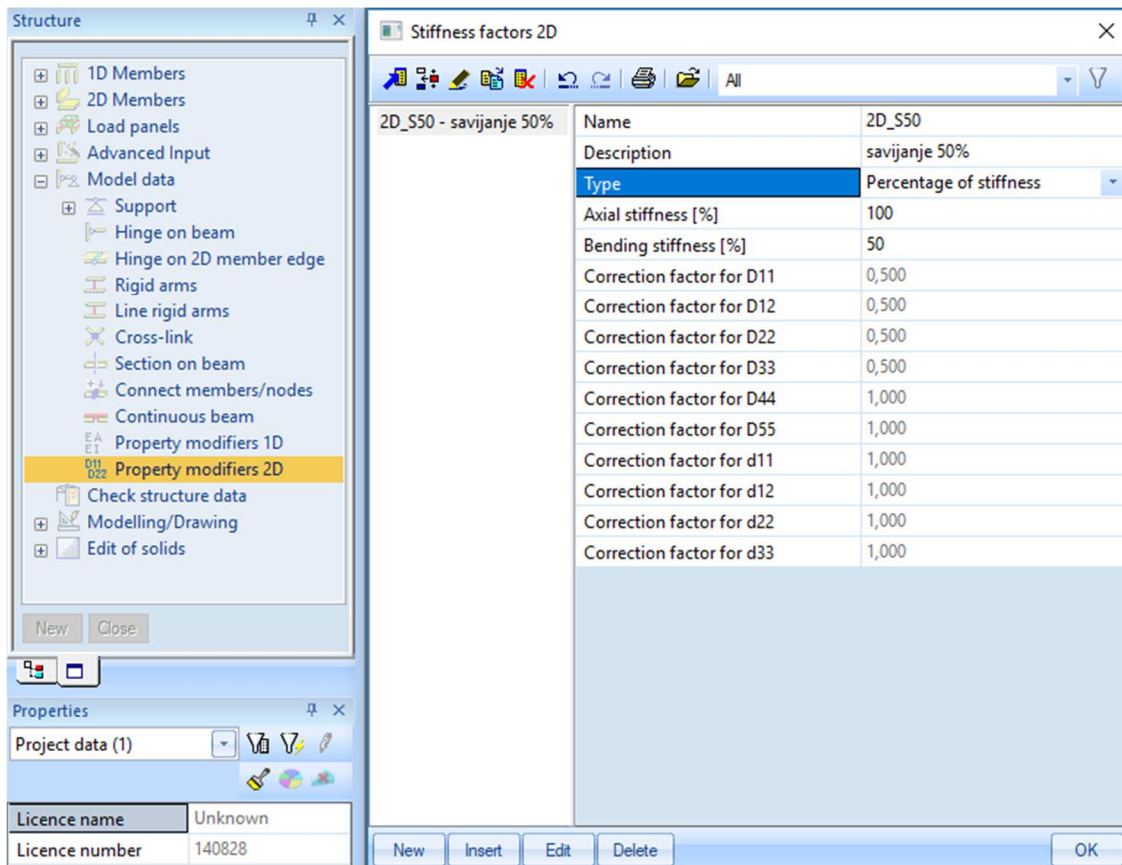 Structure
1D Members
2D Members
Load panels
Advanced Input
Model data
Support
Hinge on beam
Hinge on 2D member edge
Rigid arms
Line rigid arms
Cross-link
Section on beam
Connect members/nodes
Continuous beam
EA EI Property modifiers 1D
D11 D22 Property modifiers 2D
Check structure data
Modelling/Drawing
Edit of solids
New Close
Properties
Project data (1)
Licence name Unknown
Licence number 140828
Stiffness factors 2D
All
2D_S50 - savijanje 50%
Name 2D_S50
Description savijanje 50%
Type Percentage of stiffness
Axial stiffness [%] 100
Bending stiffness [%] 50
Correction factor for D11 0,500
Correction factor for D12 0,500
Correction factor for D22 0,500
Correction factor for D33 0,500
Correction factor for D44 1,000
Correction factor for D55 1,000
Correction factor for d11 1,000
Correction factor for d12 1,000
Correction factor for d22 1,000
Correction factor for d33 1,000
New Insert Edit Delete OK